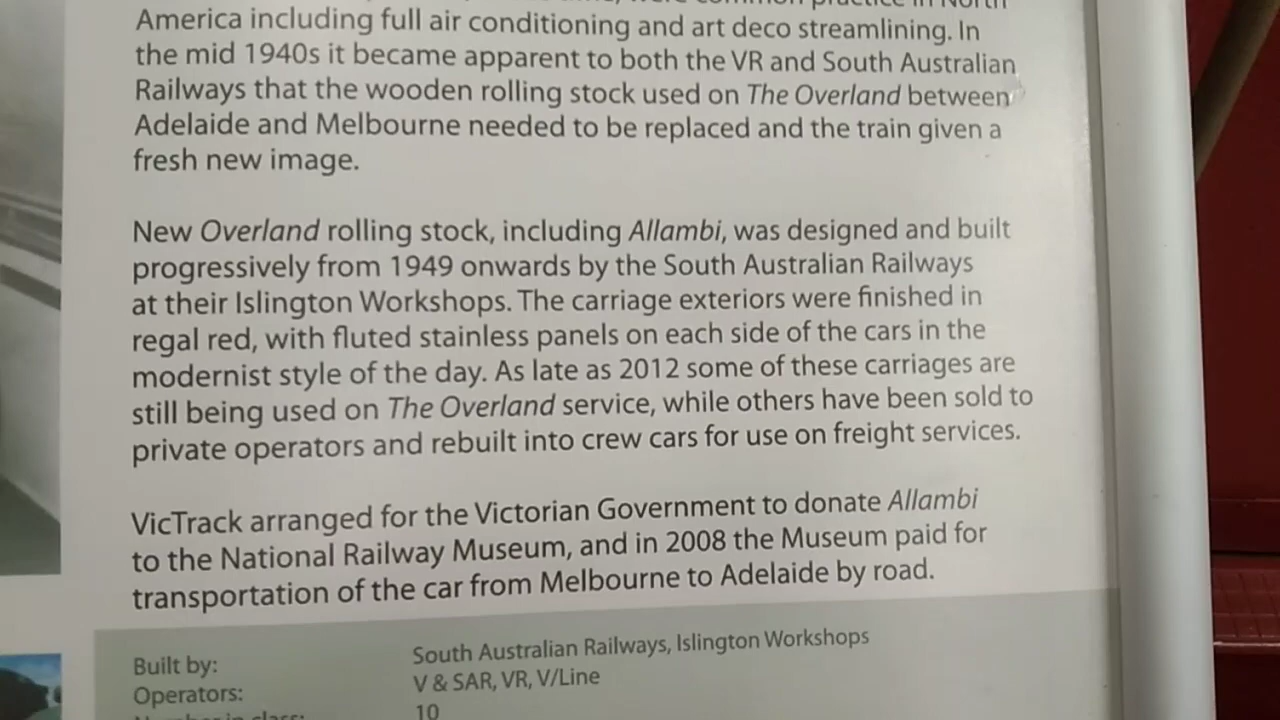 common practice in North
America including full air conditioning and art deco streamlining. In
the mid 1940s it became apparent to both the VR and South Australian
Railways that the wooden rolling stock used on The Overland between
Adelaide and Melbourne needed to be replaced and the train given a
fresh new image.
New Overland rolling stock, including Allambi, was designed and built
progressively from 1949 onwards by the South Australian Railways
at their Islington Workshops. The carriage exteriors were finished in
regal red, with fluted stainless panels on each side of the cars in the
modernist style of the day. As late as 2012 some of these carriages are
still being used on The Overland service, while others have been sold to
private operators and rebuilt into crew cars for use on freight services.
VicTrack arranged for the Victorian Government to donate Allambi
to the National Railway Museum, and in 2008 the Museum paid for
transportation of the car from Melbourne to Adelaide by road.
Built by: South Australian Railways, Islington Workshops
Operators: V & SAR, VR, V/Line
Number in class: 10